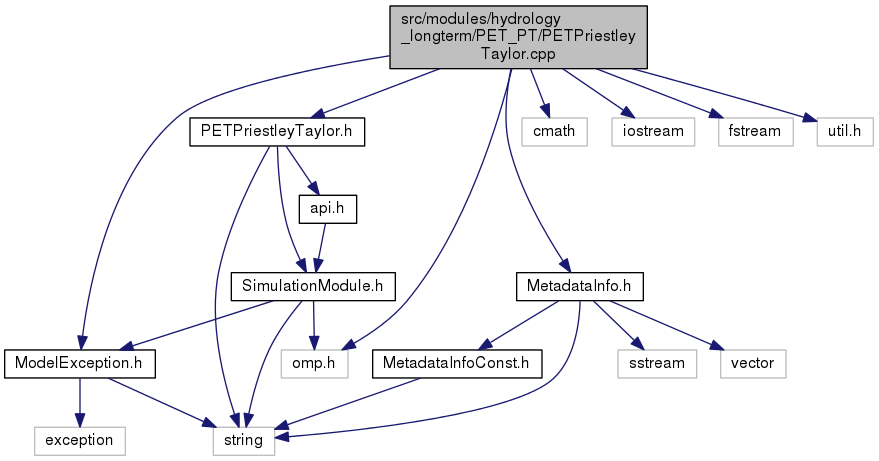 src/modules/hydrology
_longterm/PET_PT/PETPriestley
Taylor.cpp
PETPriestleyTaylor.h
cmath
iostream
fstream
util.h
api.h
SimulationModule.h
MetadataInfo.h
ModelException.h
omp.h
MetadataInfoConst.h
sstream
vector
exception
string